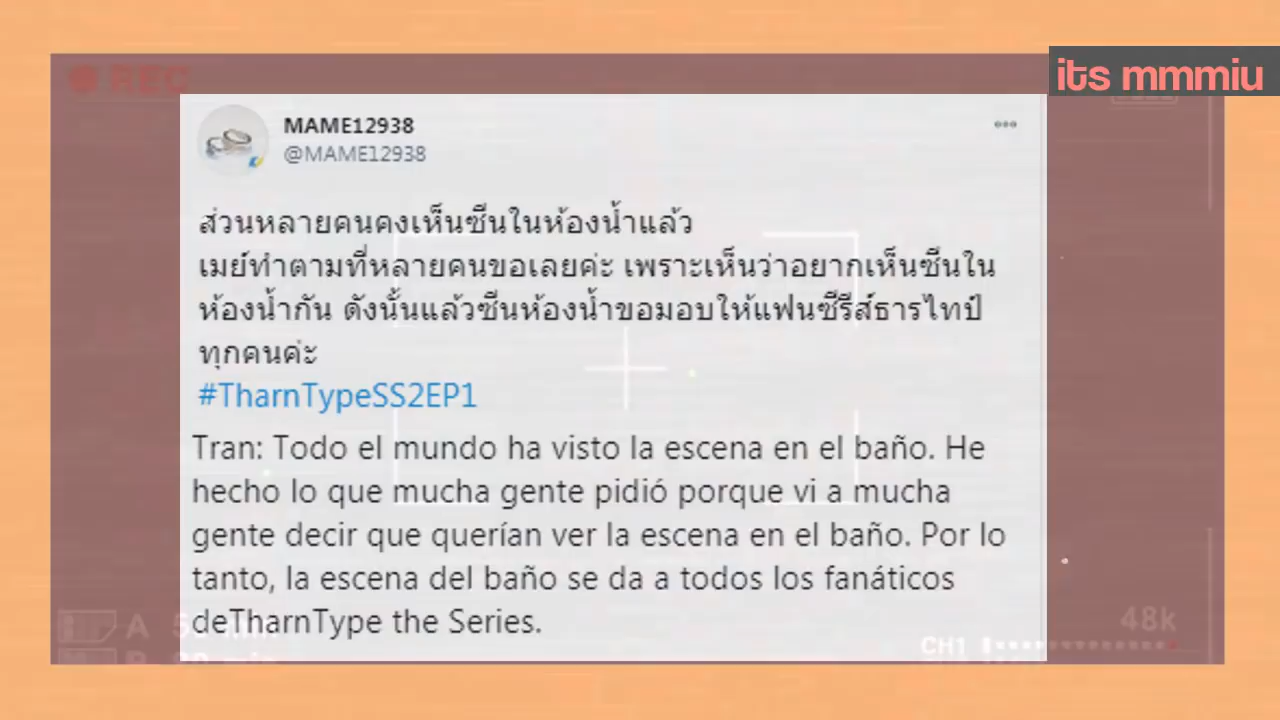 REC
its mmmiu
MAME12938
@MAME12938
ส่วนหลายคนคงเห็นซีนในห้องน้ำแล้ว
เมย์ทำตามที่หลายคนขอเลยค่ะ เพราะเห็นว่าอยากเห็นซีนใน
ห้องน้ำกัน ดังนั้นแล้วซีนห้องน้ำขอมอบให้แฟนซีรีส์ธารไทป์
ทุกคนค่ะ
#TharnTypeSS2EP1
Tran: Todo el mundo ha visto la escena en el baño. He
hecho lo que mucha gente pidió porque vi a mucha
gente decir que querían ver la escena en el baño. Por lo
tanto, la escena del baño se da a todos los fanáticos
deTharnType the Series.
A
48k
CH1